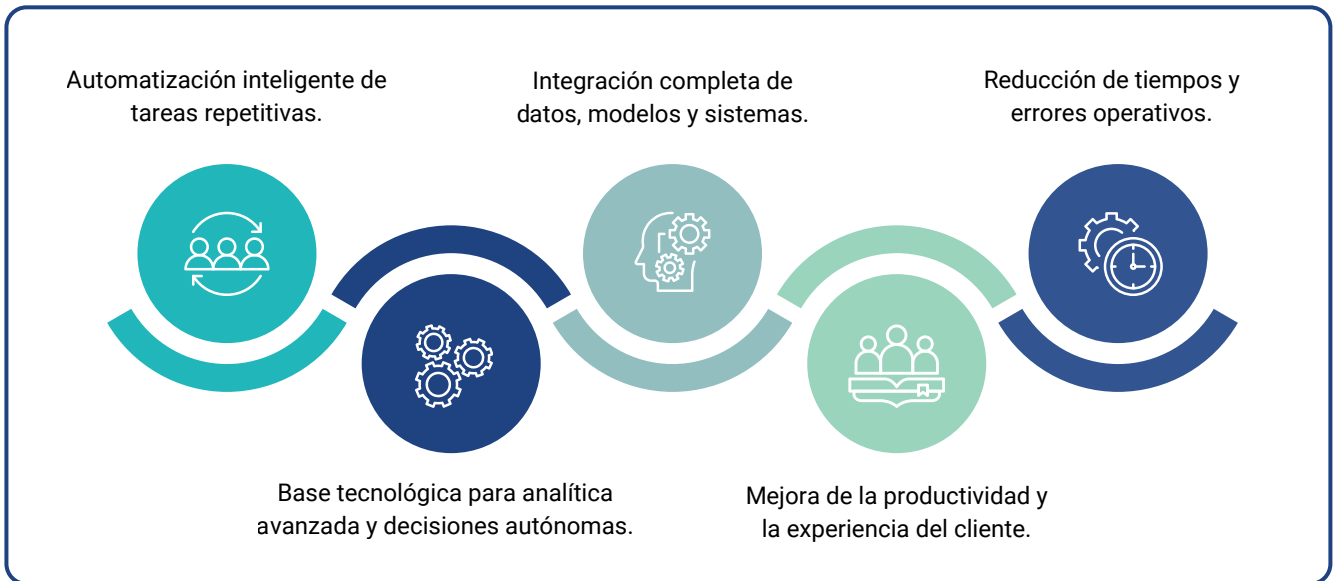 Automatización inteligente de
tareas repetitivas.
Integración completa de
datos, modelos y sistemas.
Reducción de tiempos y
errores operativos.
Base tecnológica para analítica
avanzada y decisiones autónomas.
Mejora de la productividad y
la experiencia del cliente.